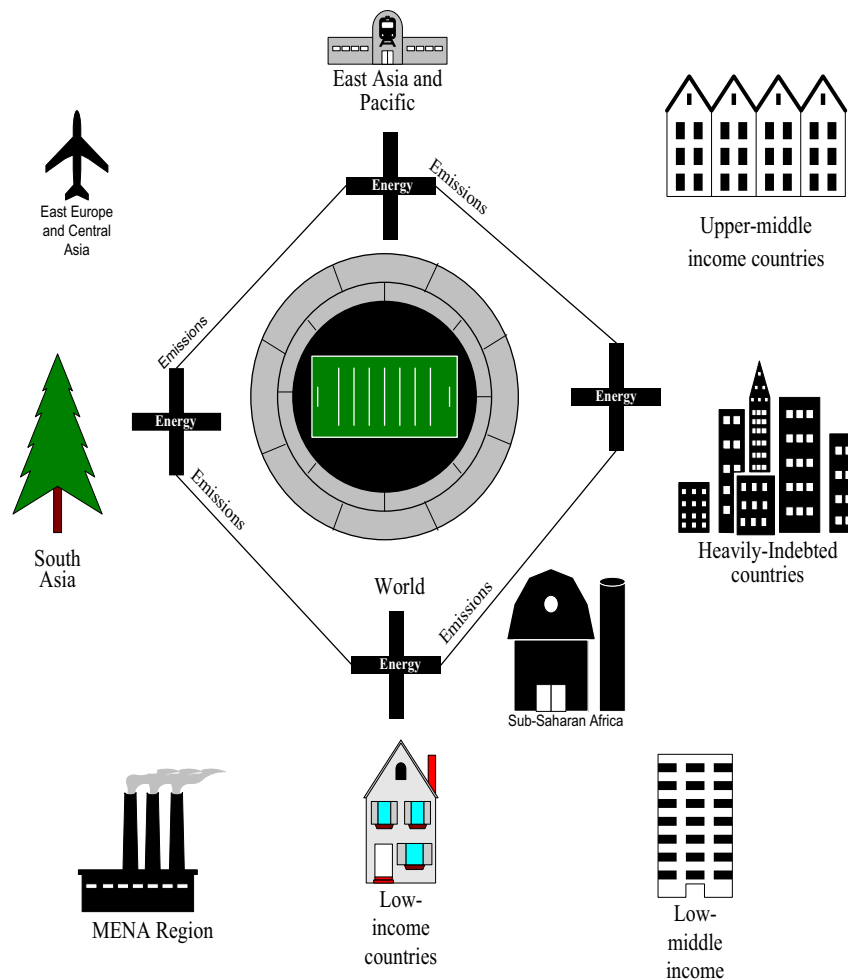 East Asia and
Pacific
East Europe
and Central
Asia
Energy
Emissions
Upper-middle
income countries
Emissions
Energy
Energy
South
Asia
Emissions
Heavily-Indebted
countries
World
Emissions
Energy
Sub-Saharan Africa
MENA Region
Low-
income
countries
Low-
middle
income